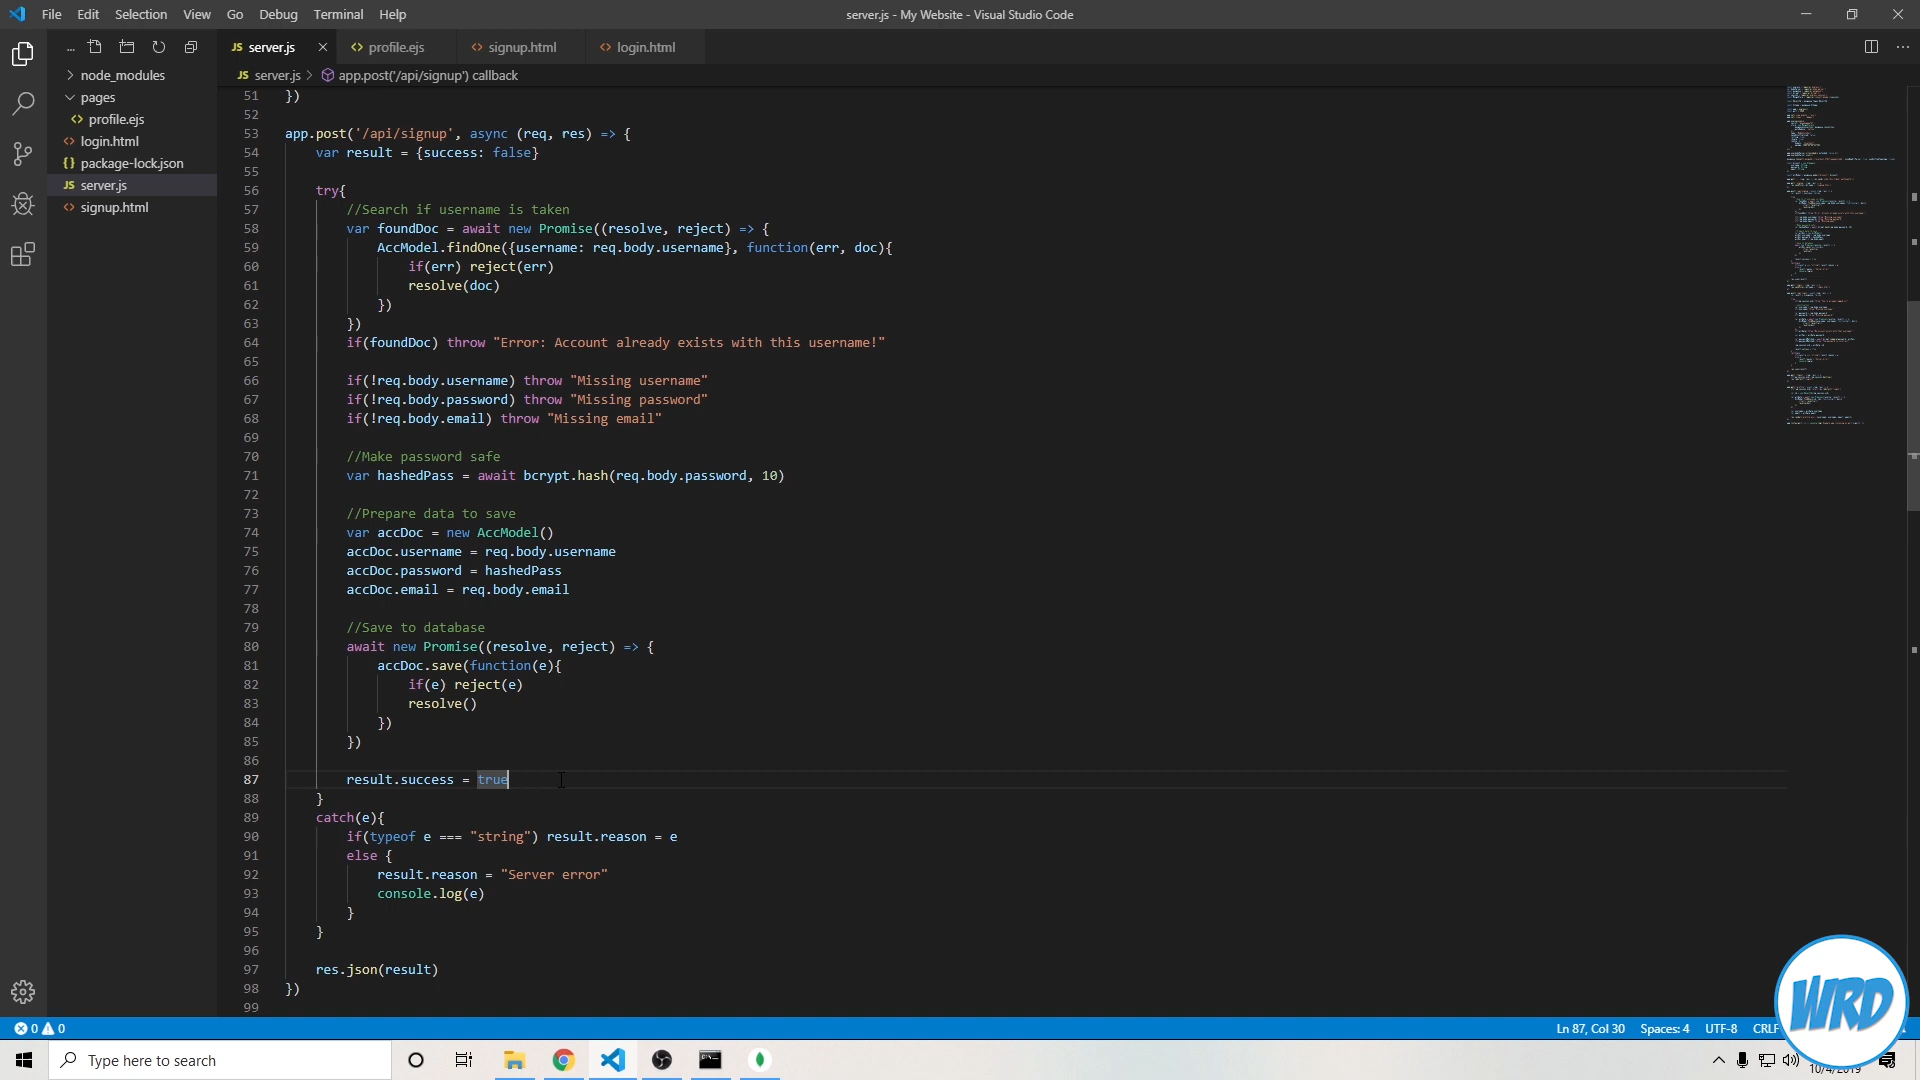 File Edit Selection View Go Debug Terminal Help
server.js - My Website - Visual Studio Code
...
node_modules
pages
profile.ejs
login.html
package-lock.json
server.js
signup.html
server.js profile.ejs signup.html login.html
server.js > app.post('/api/signup') callback
51 })
52
53 app.post('/api/signup', async (req, res) => {
54 var result = {success: false}
55
56 try{
57 //Search if username is taken
58 var foundDoc = await new Promise((resolve, reject) => {
59 AccModel.findOne({username: req.body.username}, function(err, doc){
60 if(err) reject(err)
61 resolve(doc)
62 })
63 })
64 if(foundDoc) throw "Error: Account already exists with this username!"
65
66 if(!req.body.username) throw "Missing username"
67 if(!req.body.password) throw "Missing password"
68 if(!req.body.email) throw "Missing email"
69
70 //Make password safe
71 var hashedPass = await bcrypt.hash(req.body.password, 10)
72
73 //Prepare data to save
74 var accDoc = new AccModel()
75 accDoc.username = req.body.username
76 accDoc.password = hashedPass
77 accDoc.email = req.body.email
78
79 //Save to database
80 await new Promise((resolve, reject) => {
81 accDoc.save(function(e){
82 if(e) reject(e)
83 resolve()
84 })
85 })
86
87 result.success = true
88 }
89 catch(e){
90 if(typeof e === "string") result.reason = e
91 else {
92 result.reason = "Server error"
93 console.log(e)
94 }
95 }
96
97 res.json(result)
98 })
99
WRD
0 0 Ln 87, Col 30 Spaces: 4 UTF-8 CRLF
Type here to search
10/4/2019